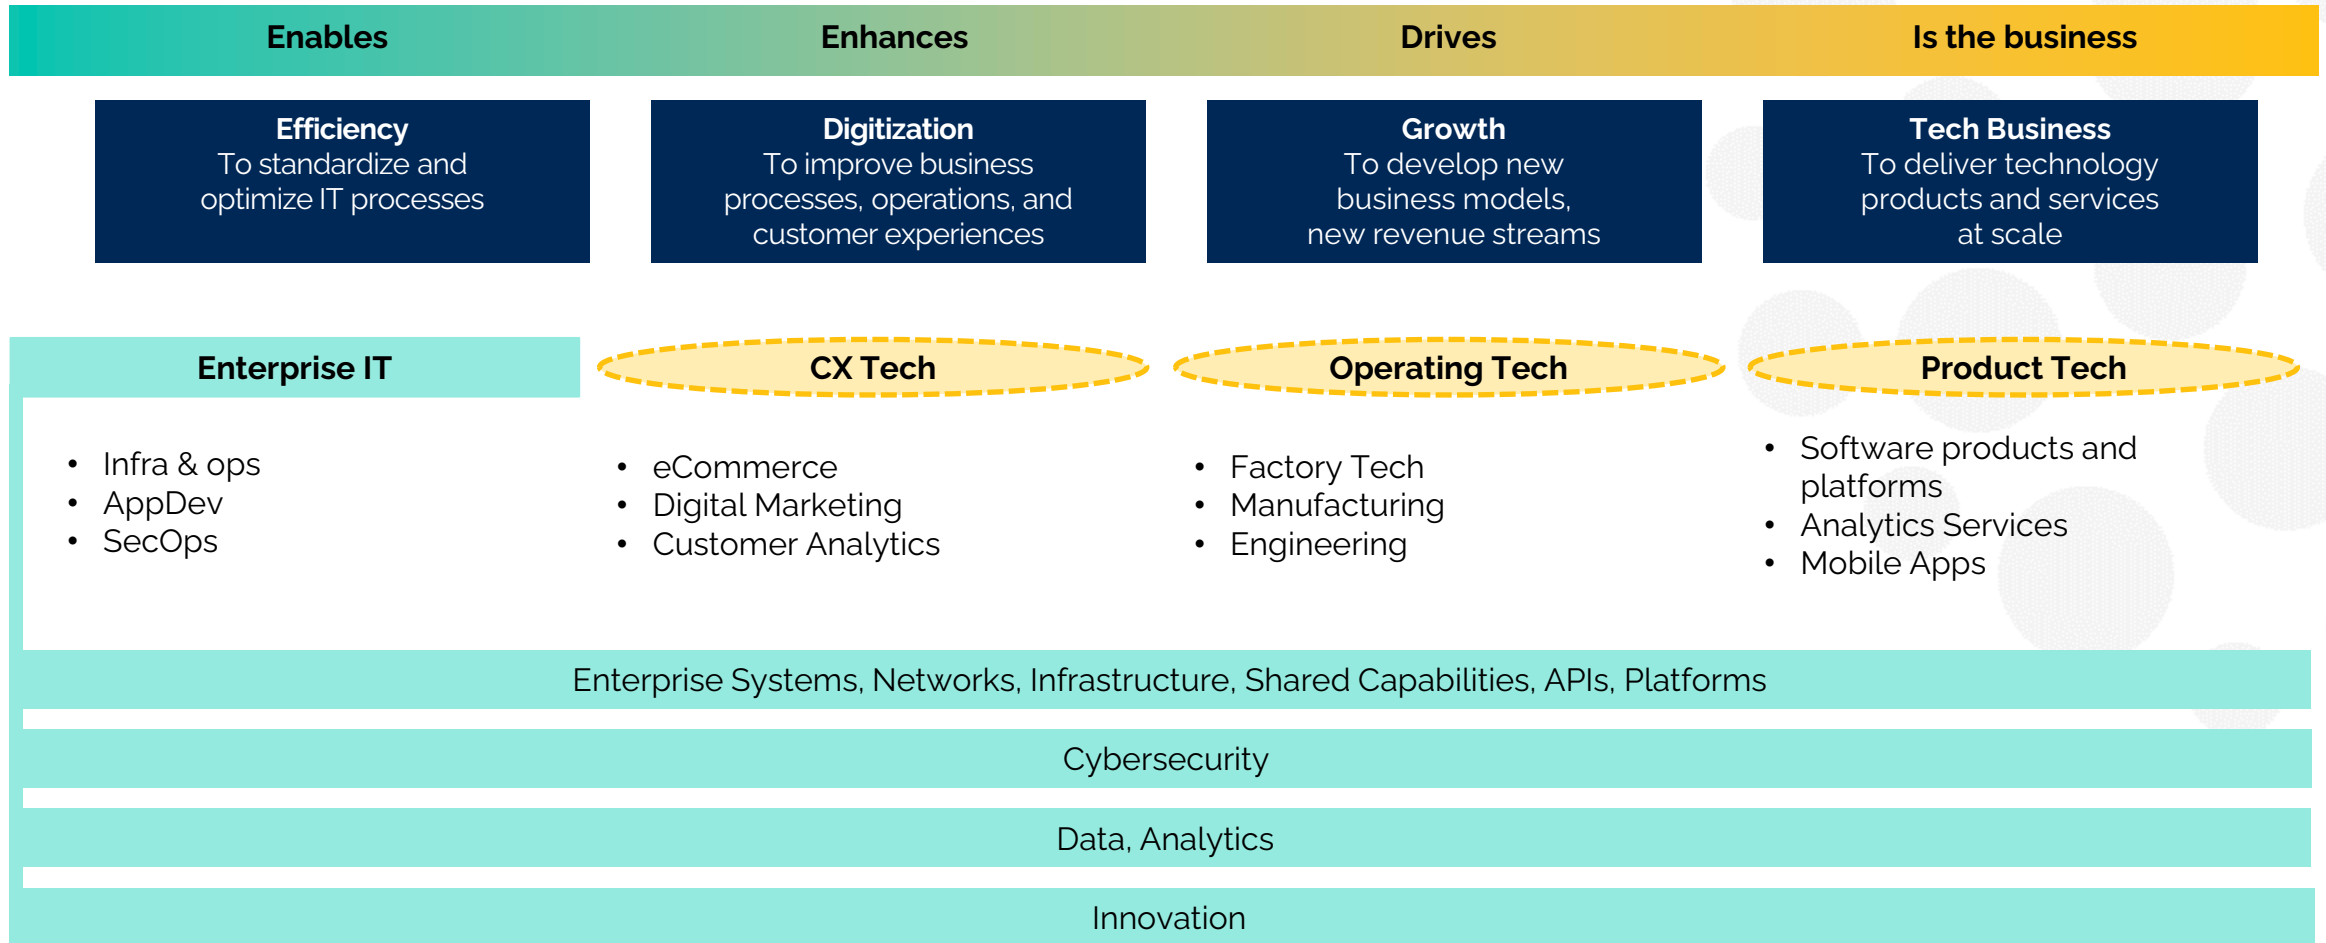 Enables
Enhances
Drives
Is the business
Efficiency
To standardize and
optimize IT processes
Digitization
To improve business
processes, operations, and
customer experiences
Growth
To develop new
business models,
new revenue streams
Tech Business
To deliver technology
products and services
at scale
Enterprise IT
CX Tech
Operating Tech
Product Tech
• Infra & ops
• AppDev
• SecOps
• eCommerce
• Digital Marketing
• Customer Analytics
• Factory Tech
• Manufacturing
• Engineering
• Software products and
platforms
• Analytics Services
• Mobile Apps
Enterprise Systems, Networks, Infrastructure, Shared Capabilities, APIs, Platforms
Cybersecurity
Data, Analytics
Innovation